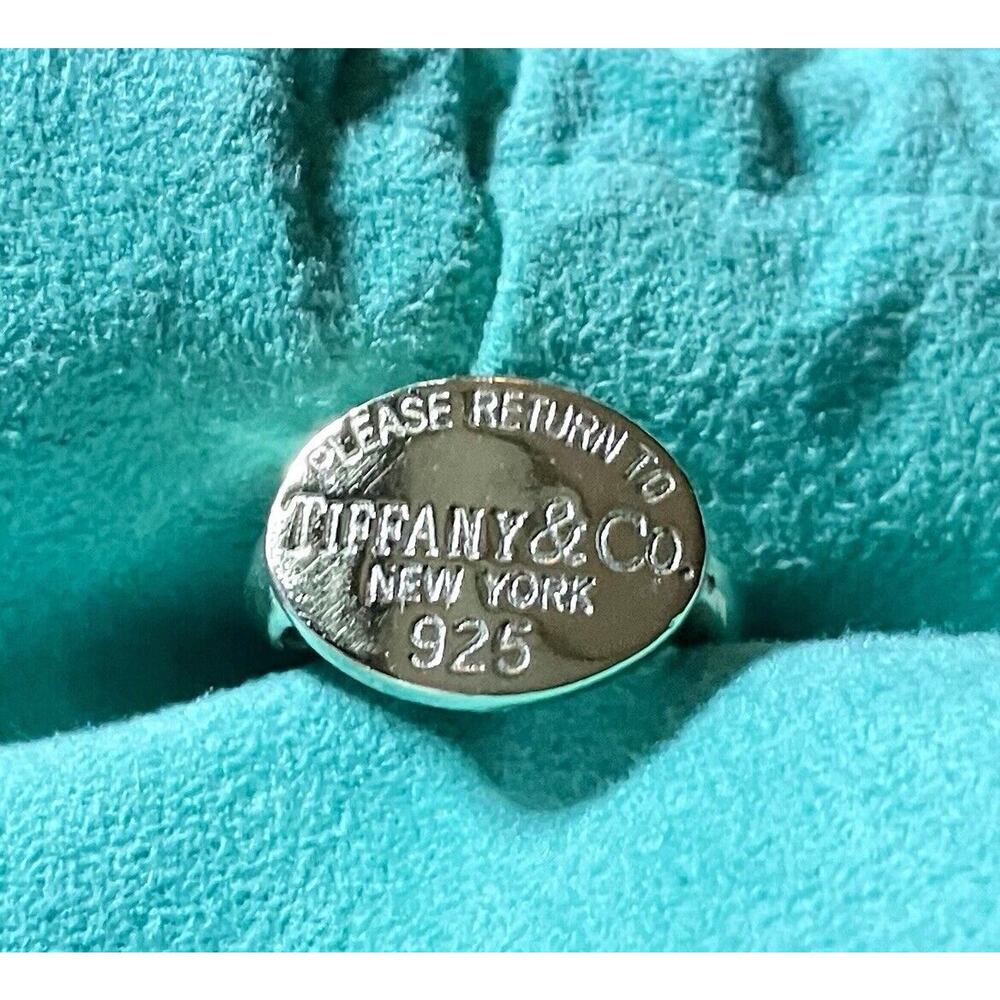 PLEASE RETURN TO
TIFFANY & CO.
NEW YORK
925